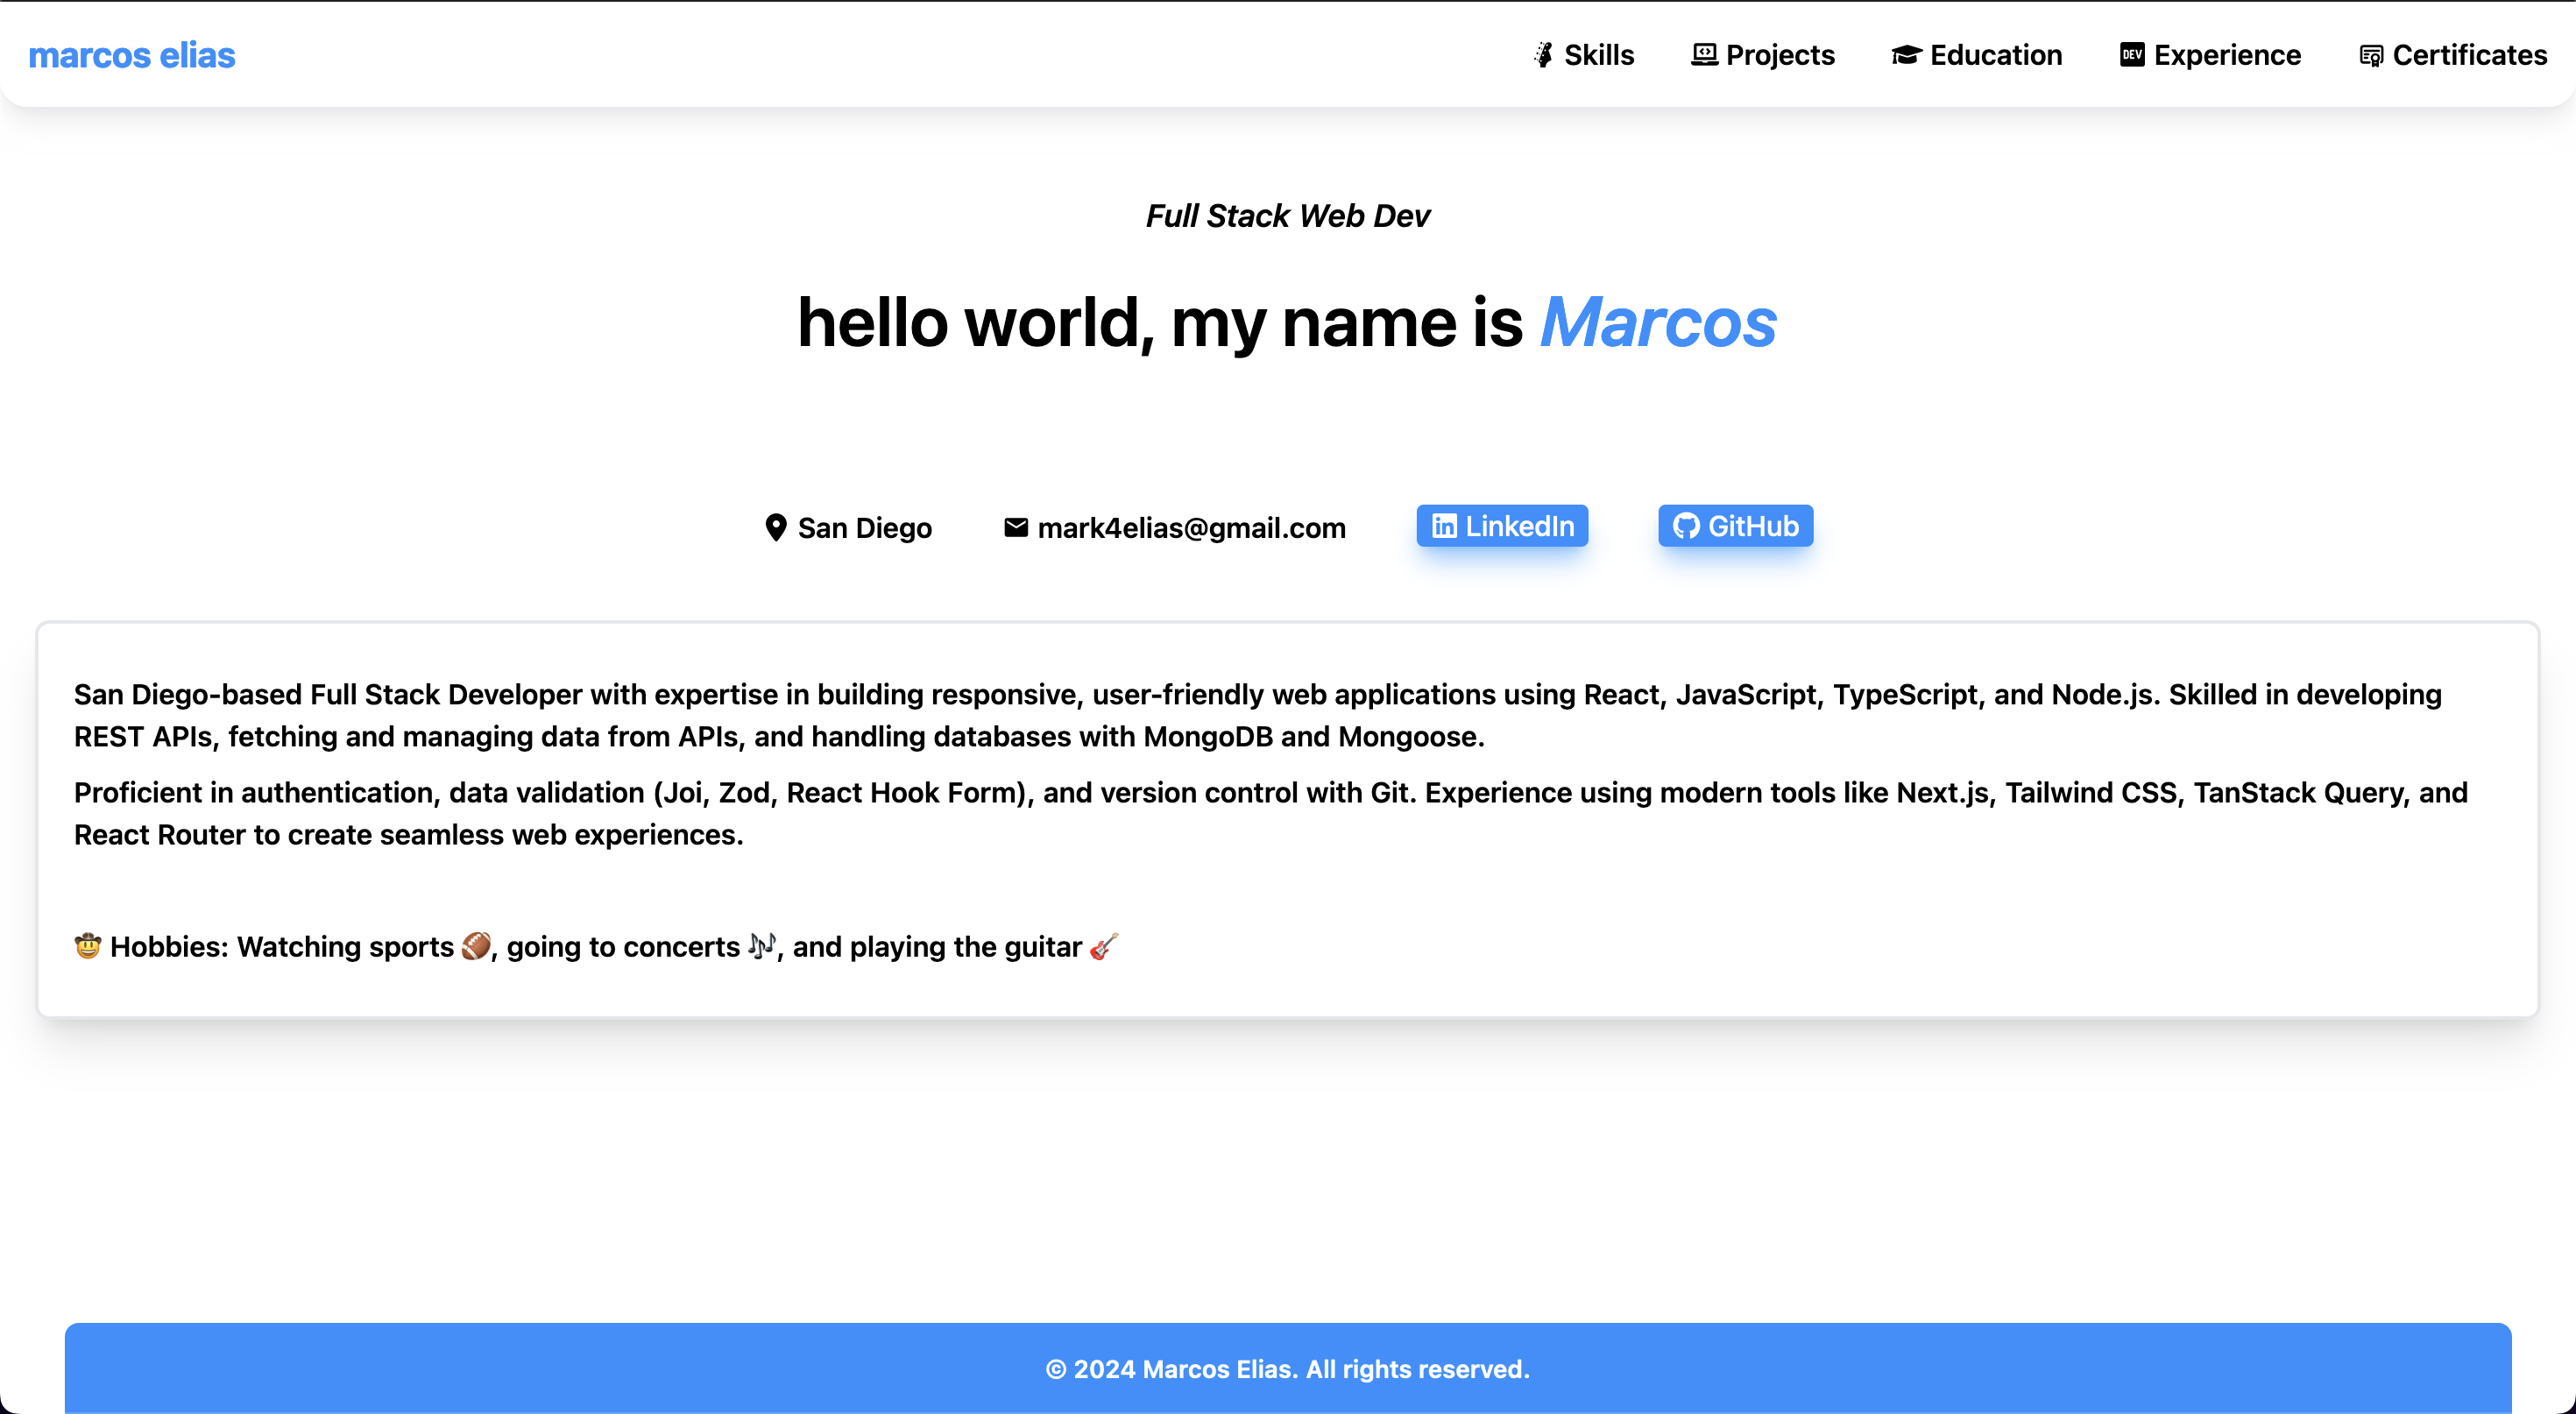 marcos elias
Skills Projects Education DEV Experience Certificates
Full Stack Web Dev
hello world, my name is Marcos
San Diego mark4elias@gmail.com in LinkedIn GitHub
San Diego-based Full Stack Developer with expertise in building responsive, user-friendly web applications using React, JavaScript, TypeScript, and Node.js. Skilled in developing
REST APIs, fetching and managing data from APIs, and handling databases with MongoDB and Mongoose.
Proficient in authentication, data validation (Joi, Zod, React Hook Form), and version control with Git. Experience using modern tools like Next.js, Tailwind CSS, TanStack Query, and
React Router to create seamless web experiences.
🤠 Hobbies: Watching sports 🏈, going to concerts 🎶, and playing the guitar 🎸
© 2024 Marcos Elias. All rights reserved.